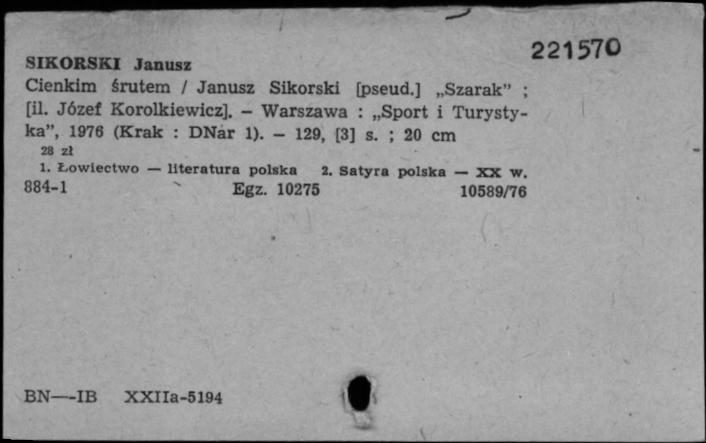 221570
SIKORSKI Janusz
Cienkim śrutem / Janusz Sikorski [pseud.] „Szarak” ;
[il. Józef Korolkiewicz]. — Warszawa : „Sport i Turysty-
ka”, 1976 (Krak : DNar 1). — 129, [3] s. ; 20 cm
28 zł
1. Łowiectwo — literatura polska 2. Satyra polska — XX w.
884-1 Egz. 10275 10589/76
BN—-IB XXIIa-5194